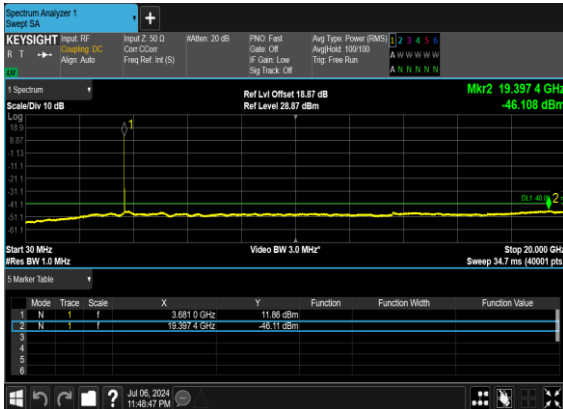 Spectrum Analyzer 1
Swept SA
+
KEYSIGHT Input: RF Input Z: 50 Ω #Atten: 20 dB PNO: Fast Avg Type: Power (RMS) 1 2 3 4 5 6
R T Coupling: DC Corr CCorr Gate: Off Avg|Hold: 100/100 A W W W W W
Align: Auto Freq Ref: Int (S) IF Gain: Low Trig: Free Run
Sig Track: Off A N N N N N
1 Spectrum Ref Lvl Offset 18.87 dB Mkr2 19.397 4 GHz
Scale/Div 10 dB Ref Level 28.87 dBm -46.108 dBm
Log
18.9
8.87
-1.13
-11.1
-21.1
-31.1
-41.1
-51.1
-61.1
1
2
Start 30 MHz Video BW 3.0 MHz* Stop 20.000 GHz
#Res BW 1.0 MHz Sweep 34.7 ms (40001 pts)
5 Marker Table
Mode Trace Scale X Y Function Function Width Function Value
1 N 1 f 3.681 0 GHz 11.86 dBm
2 N 1 f 19.397 4 GHz -46.11 dBm
3
4
5
6
? Jul 06, 2024
11:48:47 PM